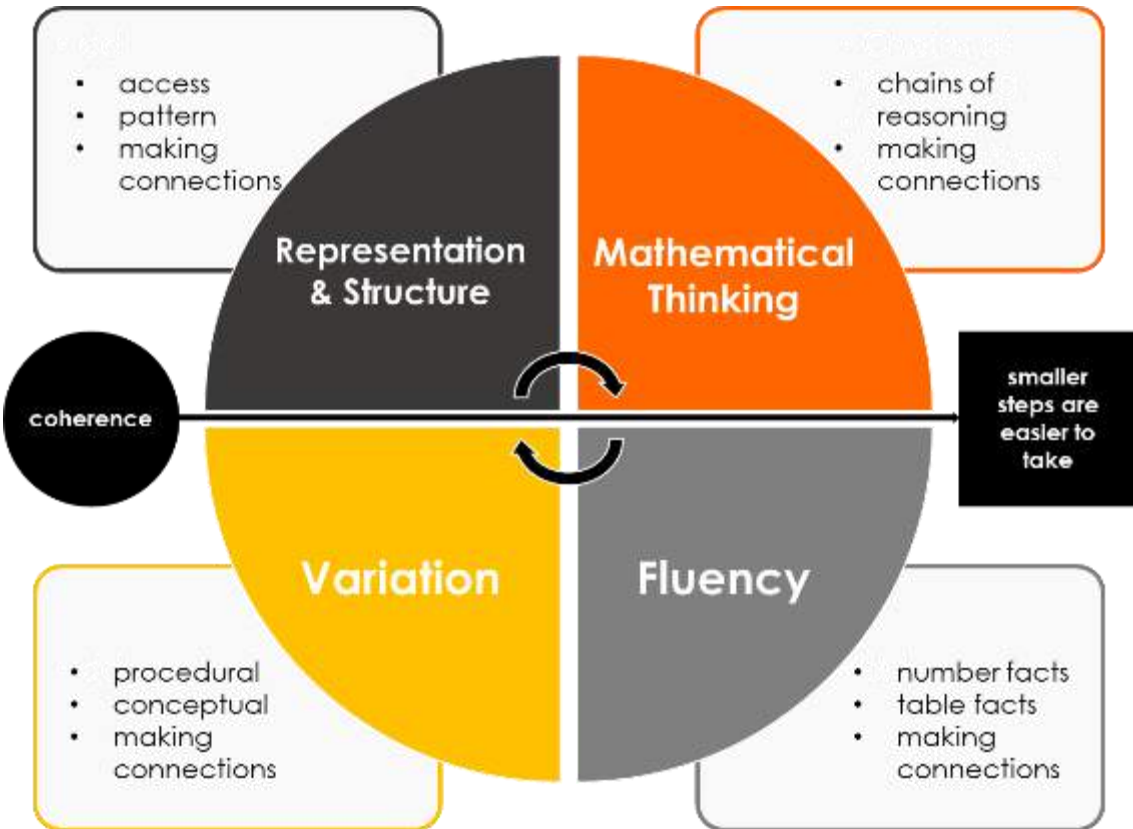 • access
• pattern
• making
connections
• chains of
reasoning
• making
connections
Representation
& Structure
Mathematical
Thinking
coherence
smaller
steps are
easier to
take
Variation
Fluency
• procedural
• conceptual
• making
connections
• number facts
• table facts
• making
connections